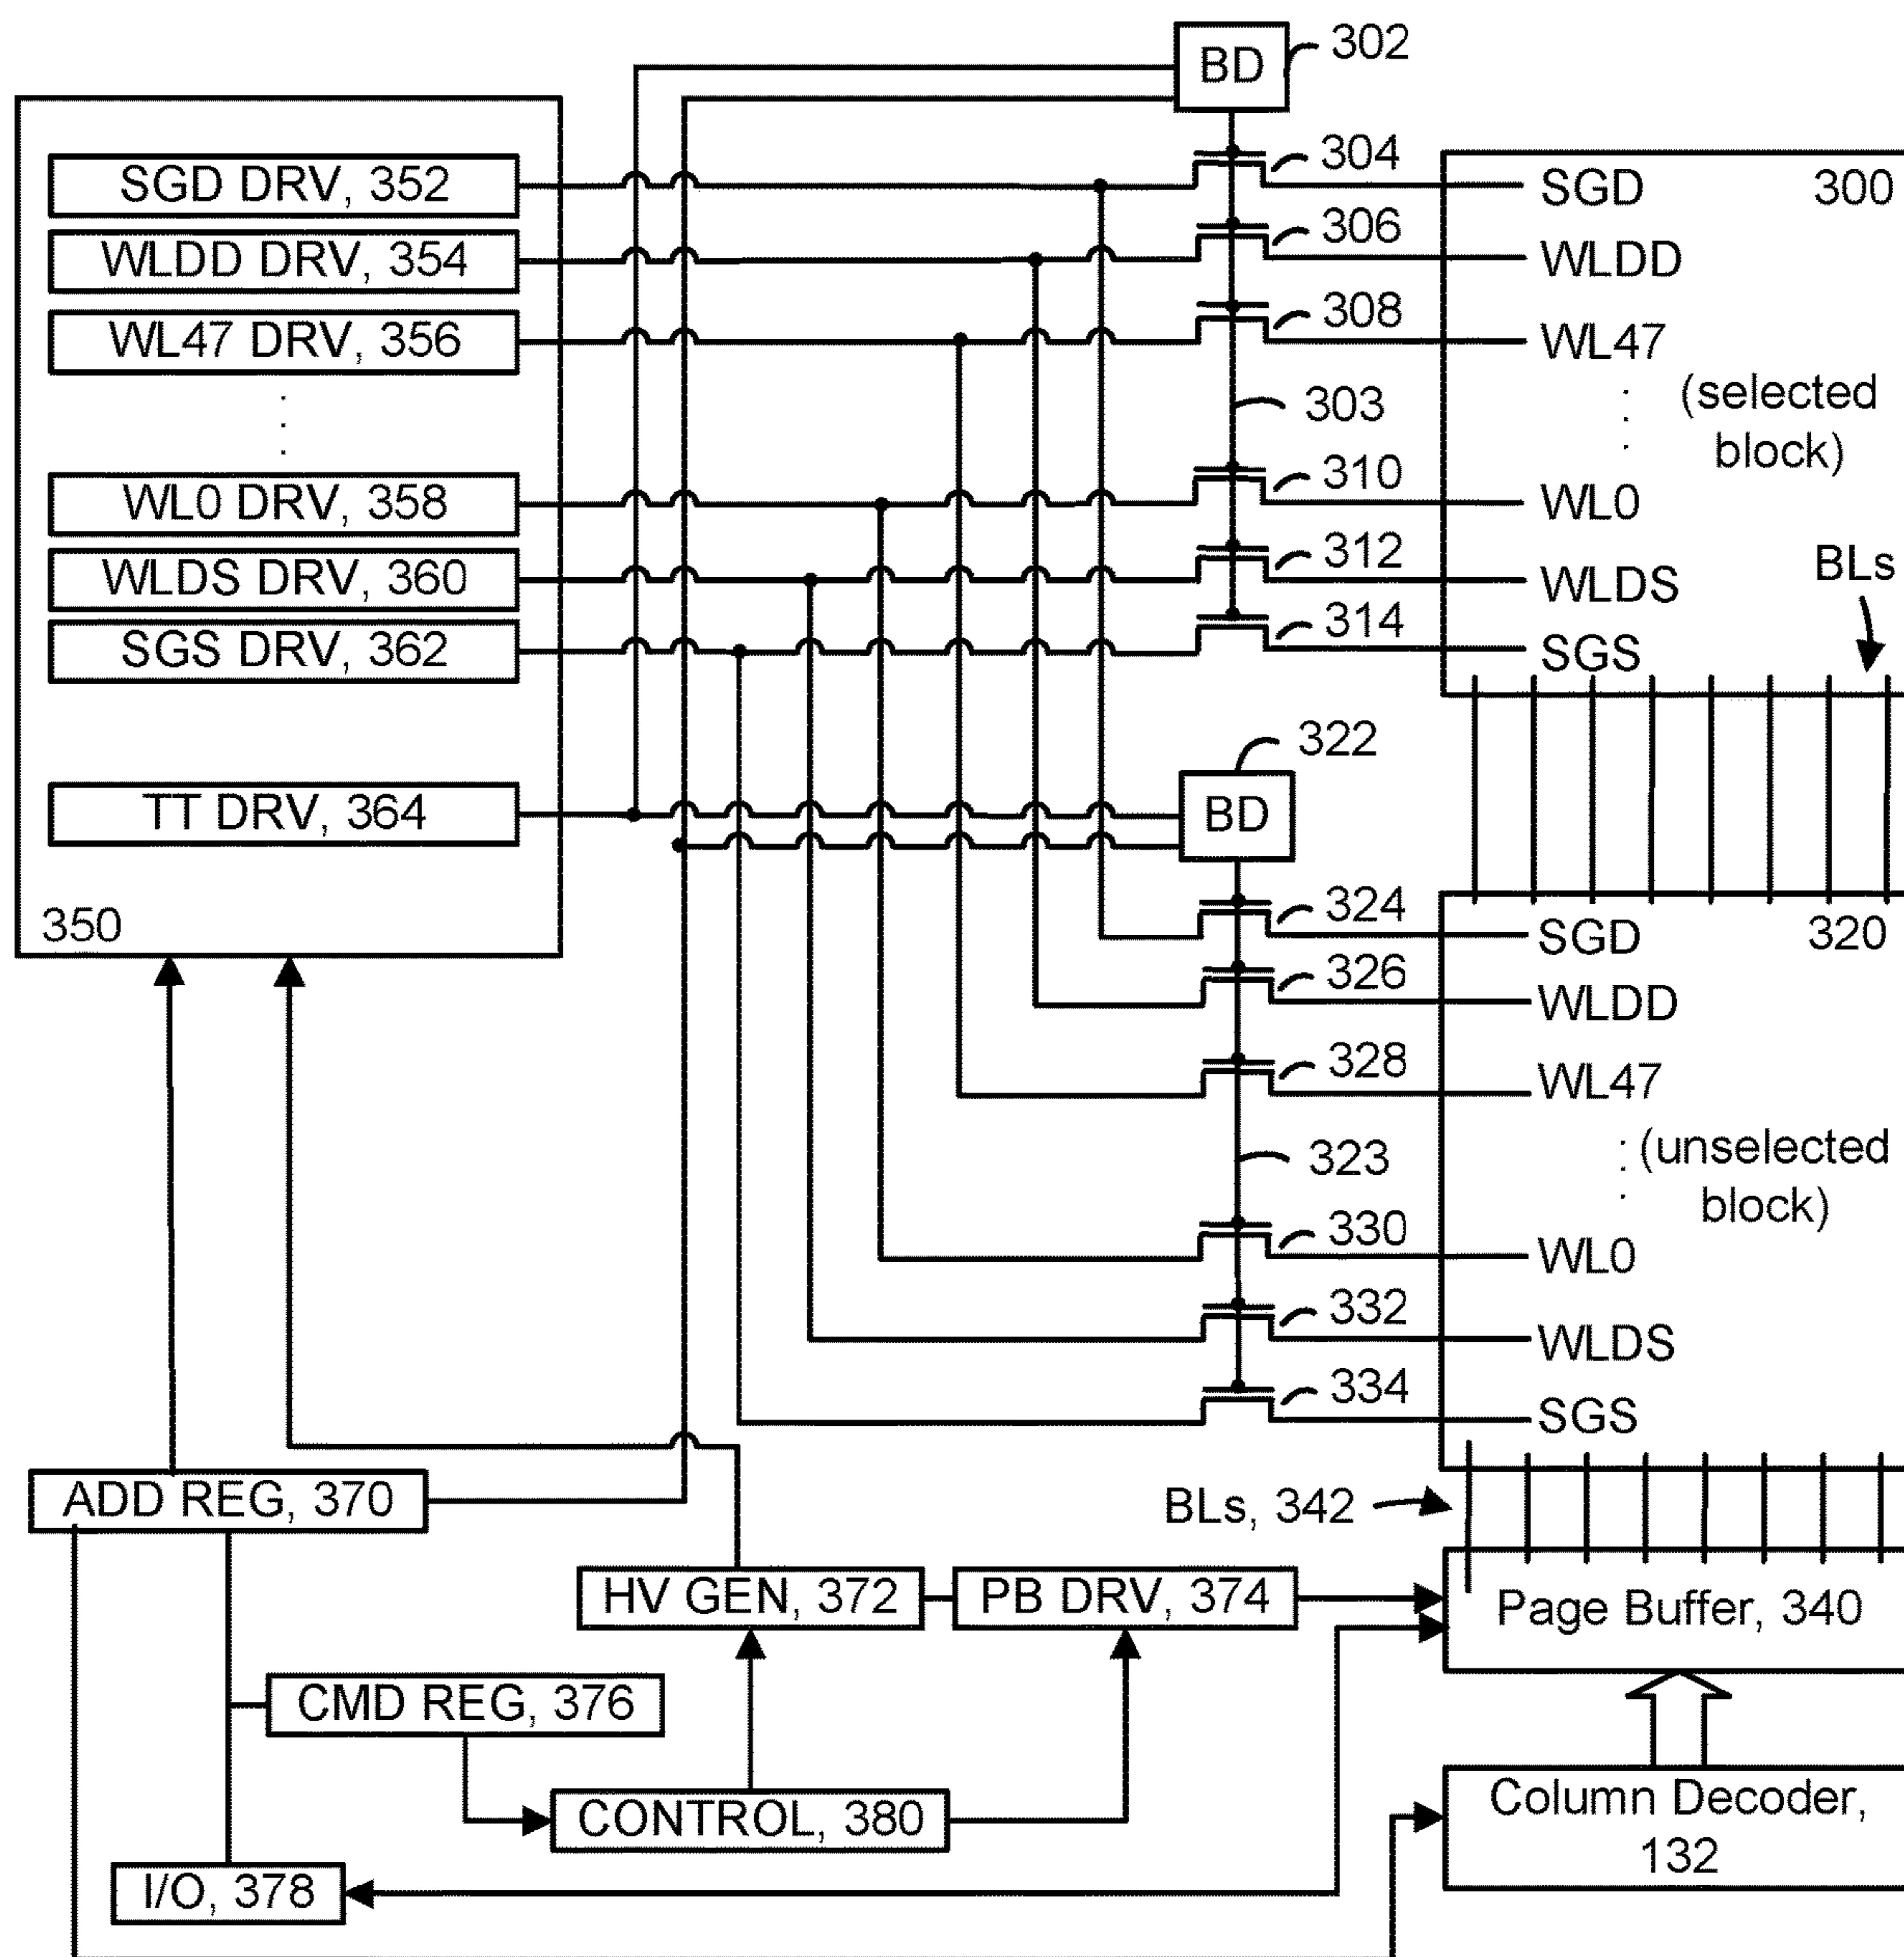 BD
302
SGD DRV, 352
304
SGD
300
WLDD DRV, 354
306
WLDD
WL47 DRV, 356
308
WL47
(selected
block)
303
WL0 DRV, 358
310
WL0
WLDS DRV, 360
312
WLDS
BLs
SGS DRV, 362
314
SGS
322
TT DRV, 364
BD
350
324
SGD
320
326
WLDD
328
WL47
323
(unselected
block)
330
WL0
332
WLDS
334
SGS
ADD REG, 370
BLs, 342
HV GEN, 372
PB DRV, 374
Page Buffer, 340
CMD REG, 376
CONTROL, 380
Column Decoder,
132
I/O, 378